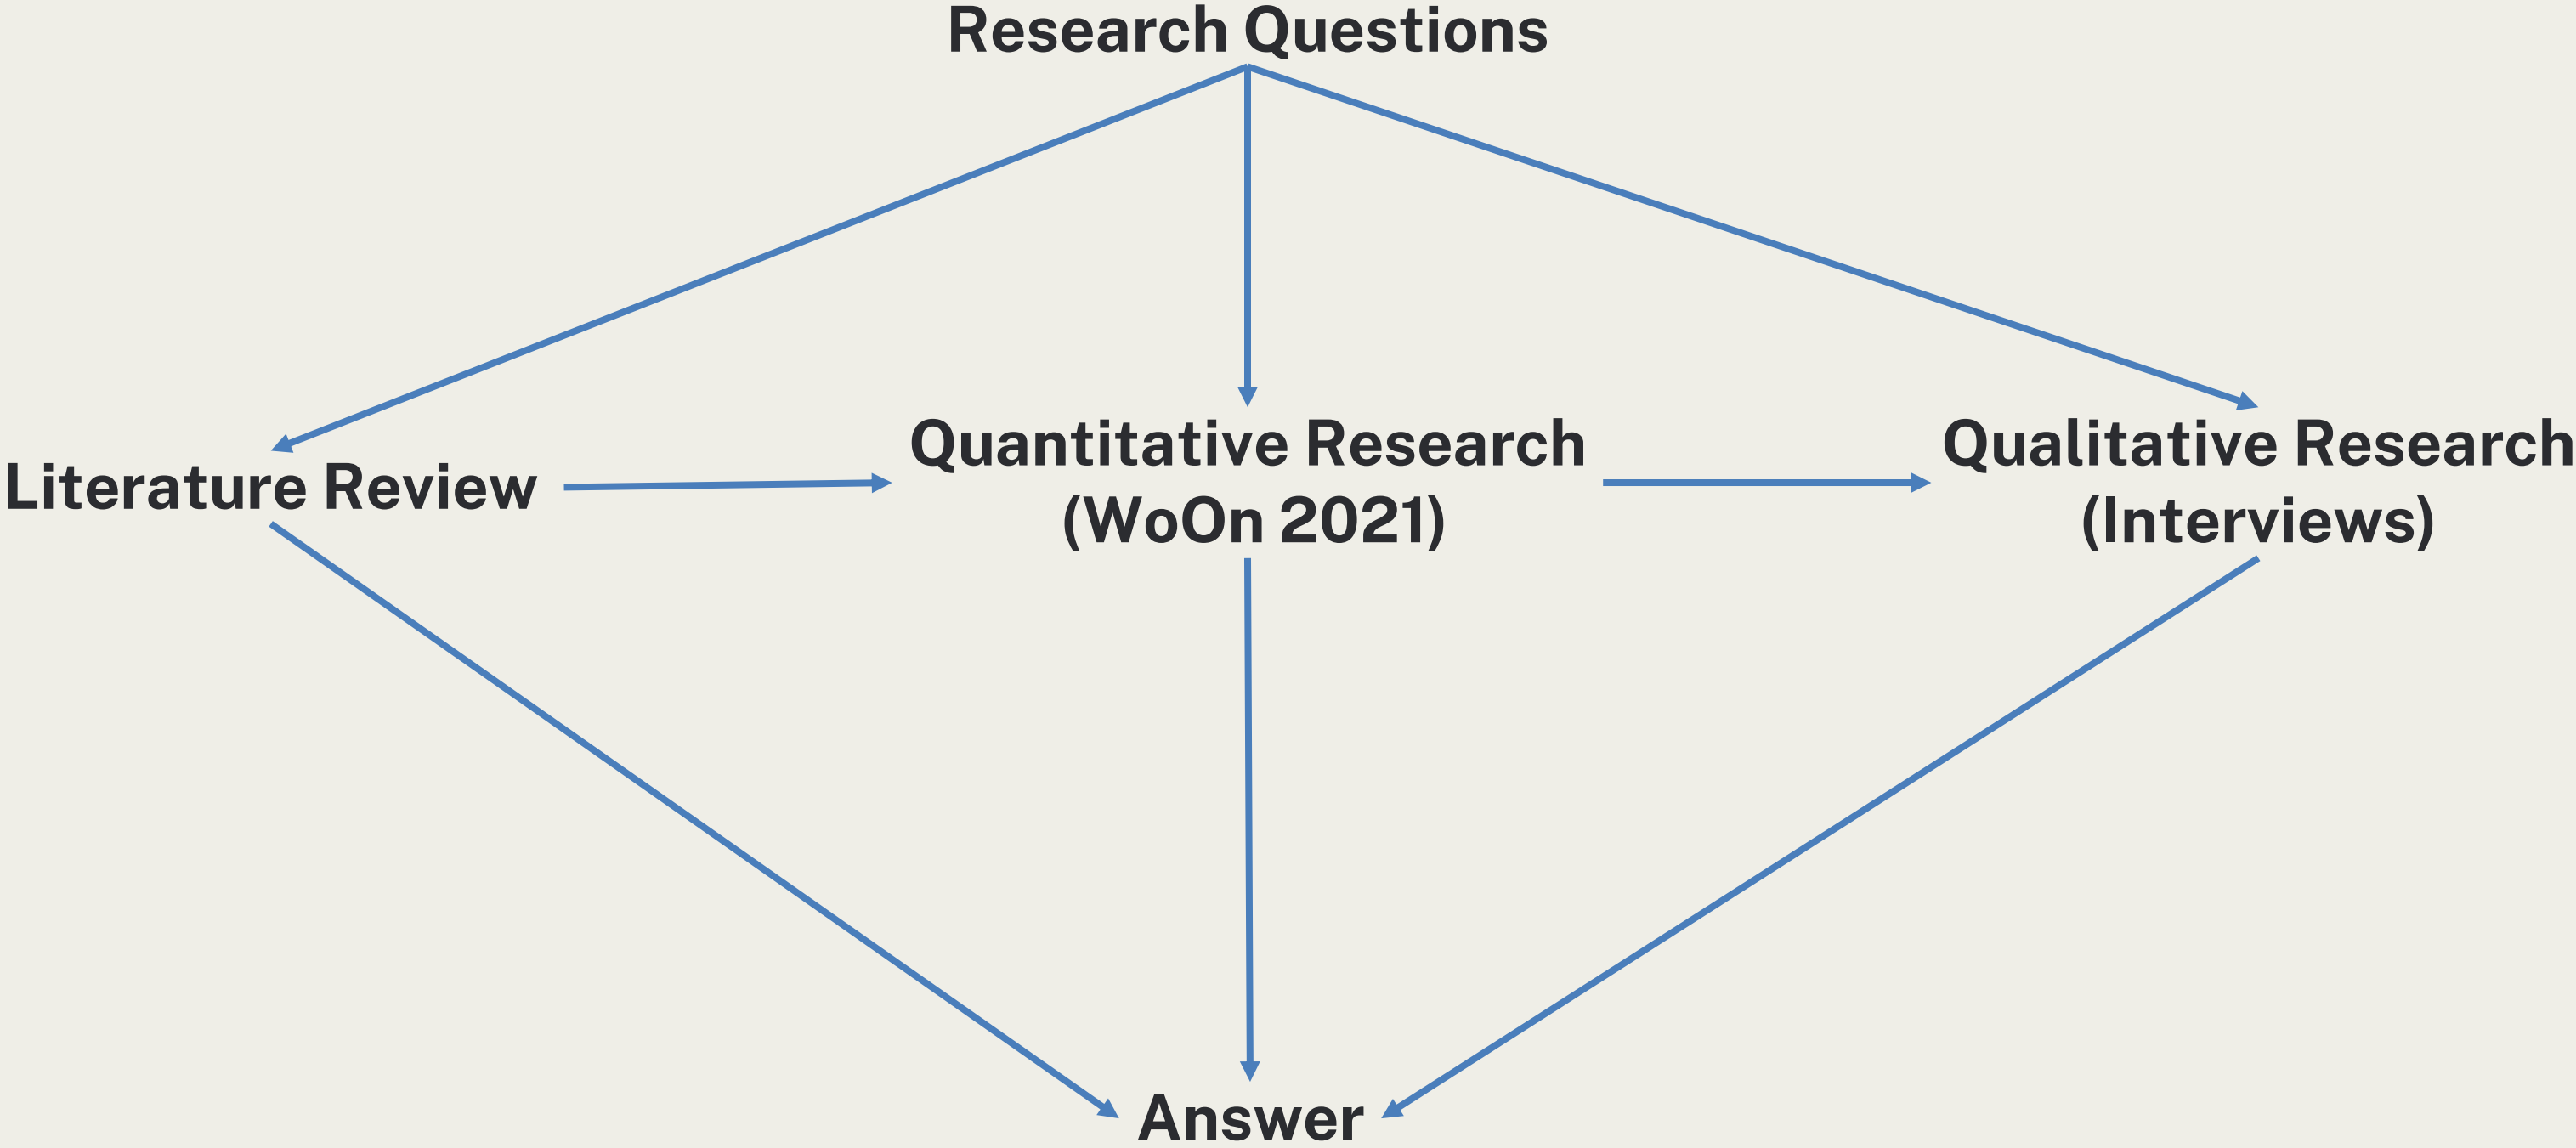 Research Questions
Literature Review
Quantitative Research
(WoOn 2021)
Qualitative Research
(Interviews)
Answer